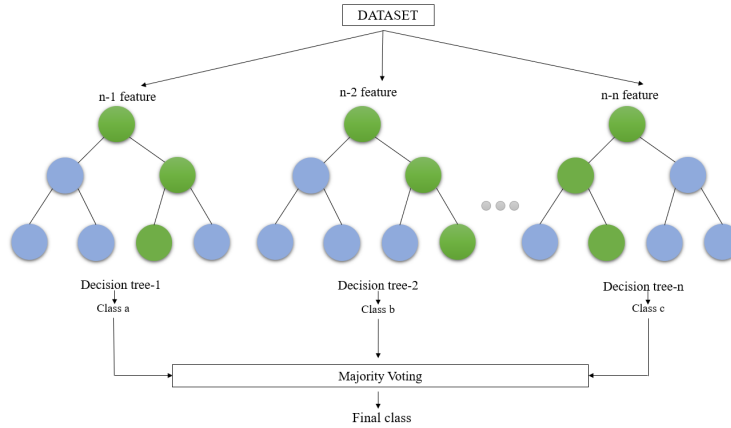 DATASET
n-1 feature
n-2 feature
n-n feature
Decision tree-1
Decision tree-2
Decision tree-n
Class a
Class b
Class c
Majority Voting
Final class